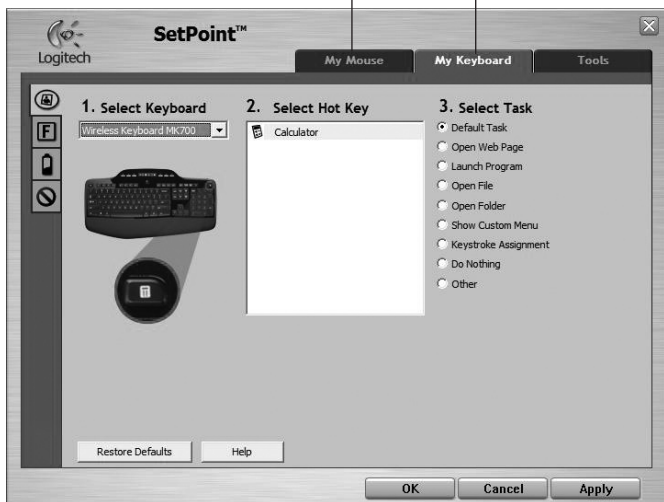 SetPoint™
Logitech
My Mouse
My Keyboard
Tools
1. Select Keyboard
Wireless Keyboard MK700
2. Select Hot Key
Calculator
3. Select Task
Default Task
Open Web Page
Launch Program
Open File
Open Folder
Show Custom Menu
Keystroke Assignment
Do Nothing
Other
F
Restore Defaults
Help
OK
Cancel
Apply